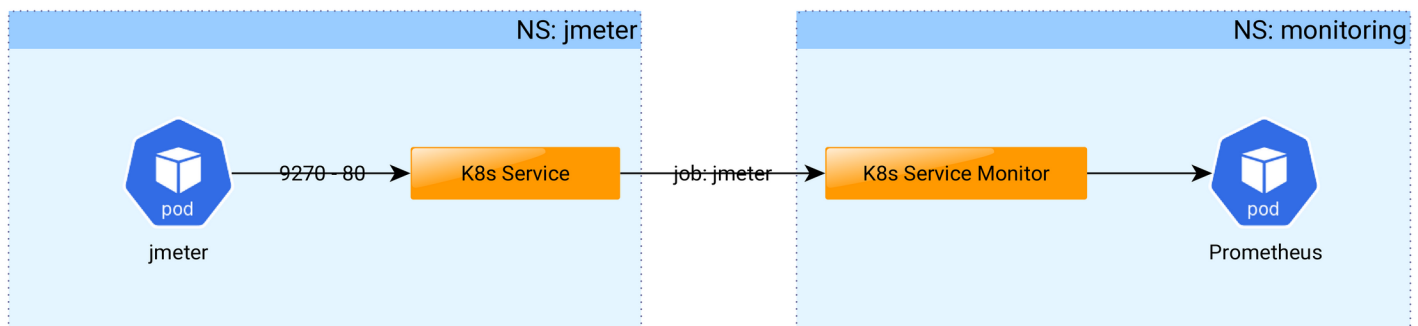 NS: jmeter
NS: monitoring
9270 - 80
K8s Service
job: jmeter
K8s Service Monitor
pod
jmeter
pod
Prometheus